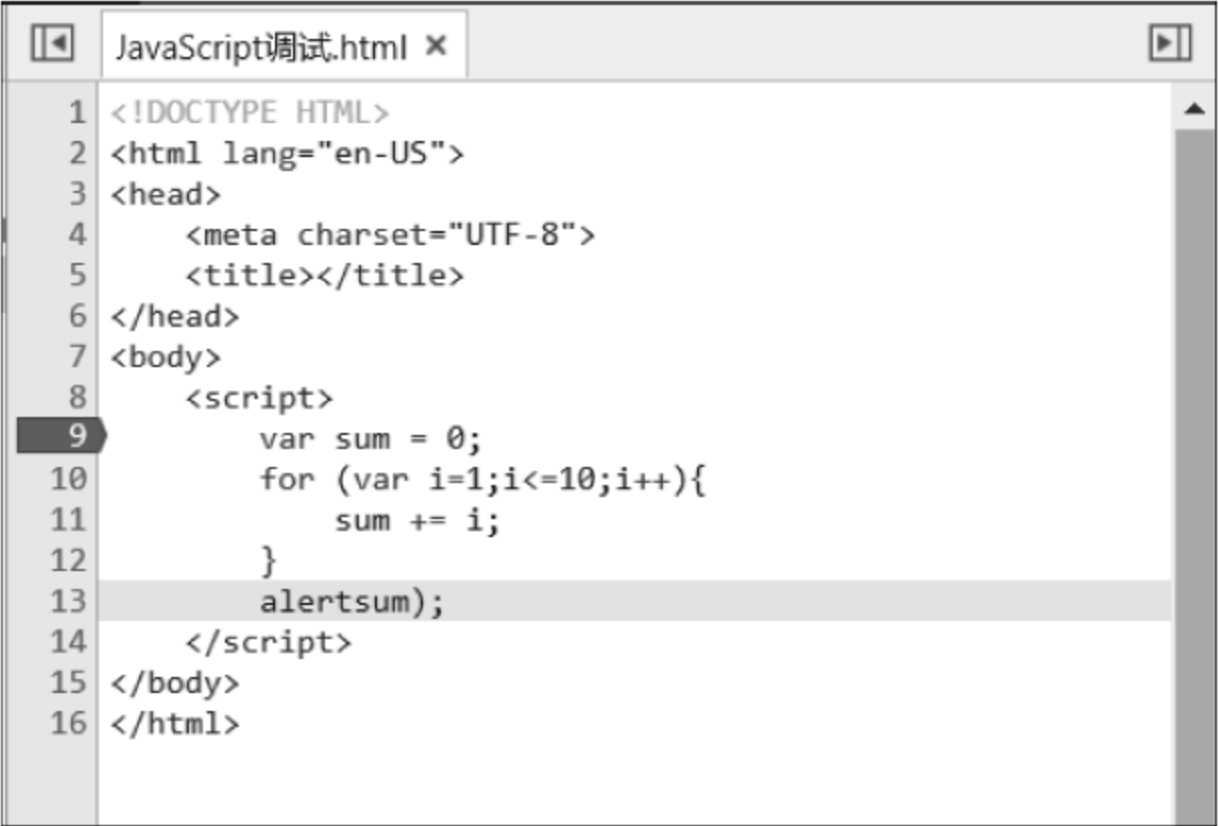 JavaScript调试.html ×
1 <!DOCTYPE HTML>
2 <html lang="en-US">
3 <head>
4     <meta charset="UTF-8">
5     <title></title>
6 </head>
7 <body>
8     <script>
9         var sum = 0;
10         for (var i=1;i<=10;i++){
11             sum += i;
12         }
13         alertsum);
14     </script>
15 </body>
16 </html>